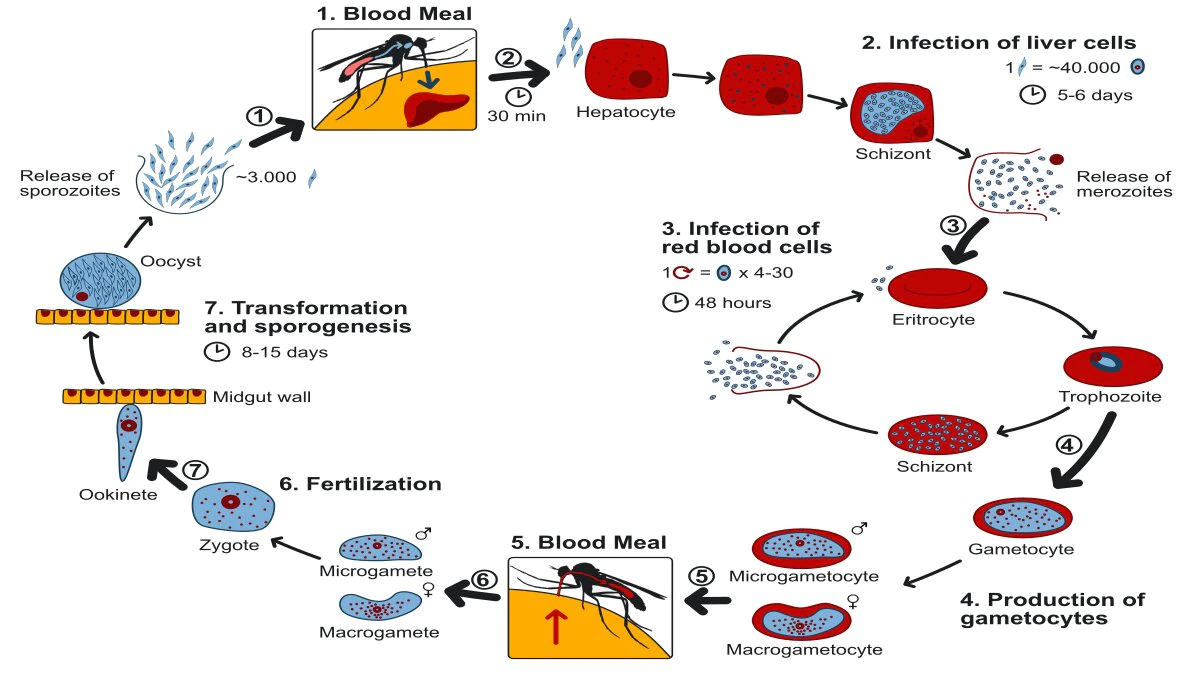 1. Blood Meal
1
2
30 min
Hepatocyte
2. Infection of liver cells
1 = ~40.000
5-6 days
Schizont
Release of
merozoites
3
3. Infection of
red blood cells
1 = x 4-30
48 hours
Eritrocyte
Trophozoite
Schizont
4
Gametocyte
4. Production of
gametocytes
♂
Microgametocyte
♀
Macrogametocyte
5
5. Blood Meal
6
♂
Microgamete
♀
Macrogamete
6. Fertilization
Zygote
7
Ookinete
Midgut wall
7. Transformation
and sporogenesis
8-15 days
Oocyst
Release of
sporozoites
~3.000